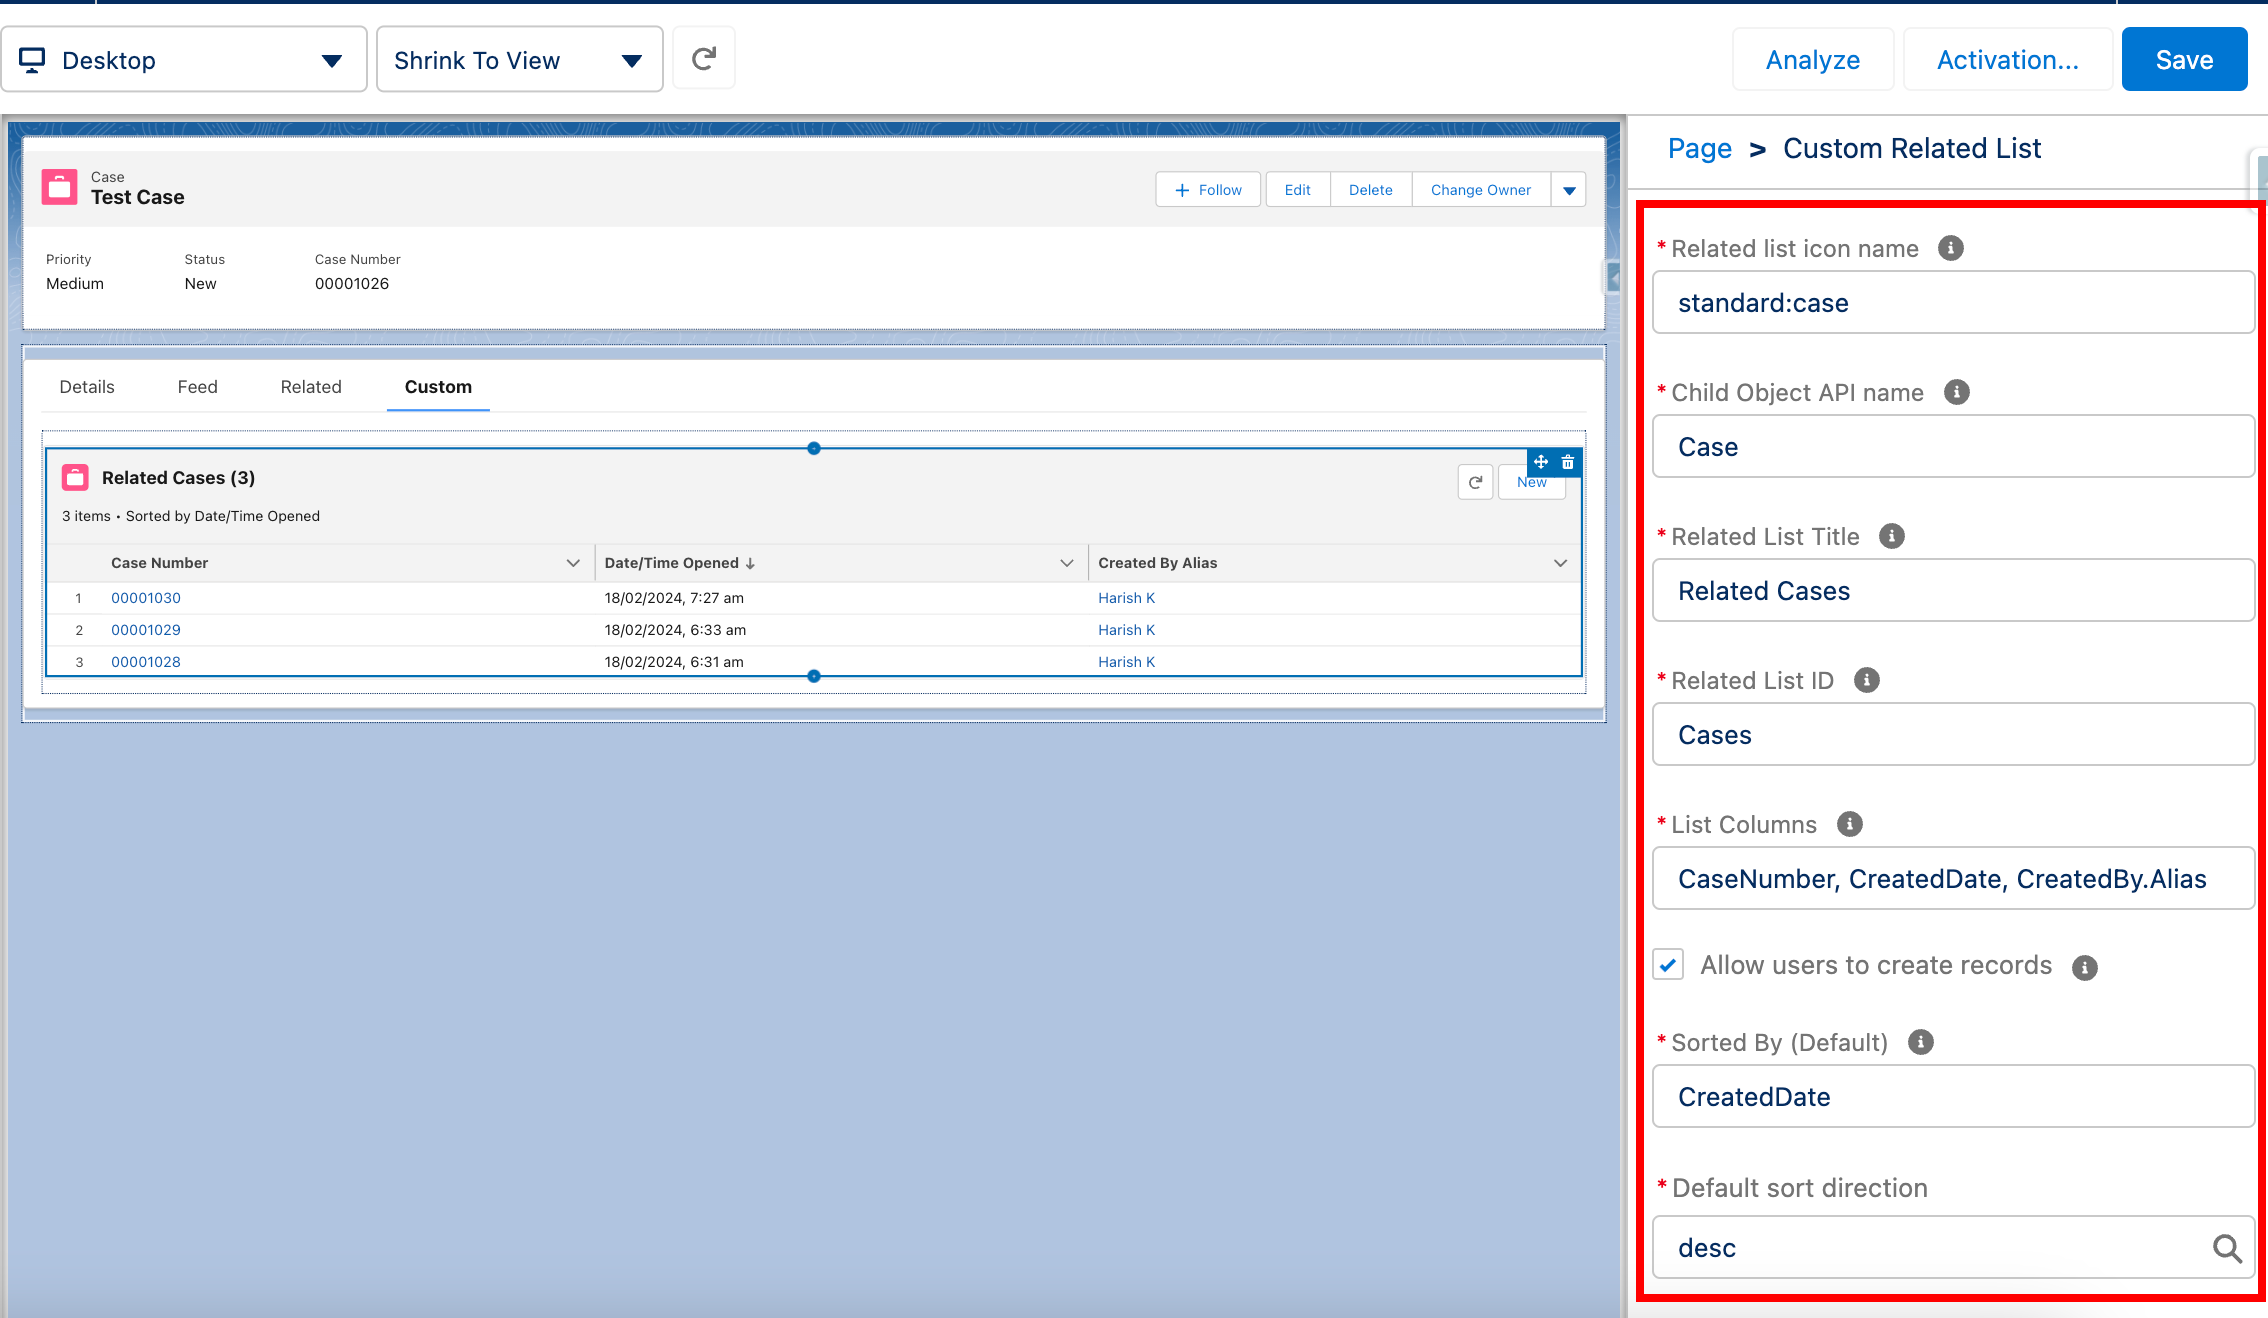 Desktop
Shrink To View
Analyze
Activation...
Save
Case
Test Case
Follow
Edit
Delete
Change Owner
Priority
Status
Case Number
Medium
New
00001026
Details
Feed
Related
Custom
Related Cases (3)
New
3 items • Sorted by Date/Time Opened
Case Number
Date/Time Opened
Created By Alias
1 00001030 18/02/2024, 7:27 am Harish K
2 00001029 18/02/2024, 6:33 am Harish K
3 00001028 18/02/2024, 6:31 am Harish K
Page > Custom Related List
* Related list icon name
standard:case
* Child Object API name
Case
* Related List Title
Related Cases
* Related List ID
Cases
* List Columns
CaseNumber, CreatedDate, CreatedBy.Alias
Allow users to create records
* Sorted By (Default)
CreatedDate
* Default sort direction
desc